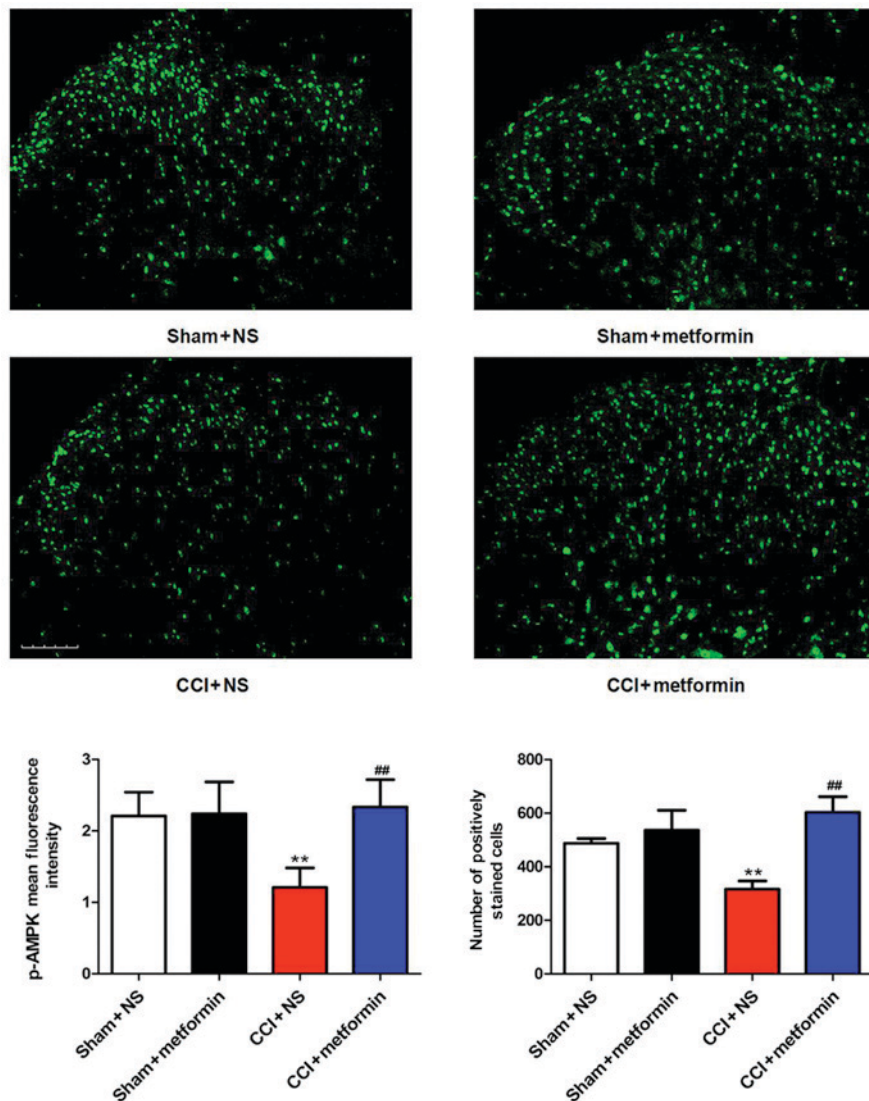 Sham+NS
Sham+metformin
CCI+NS
CCI+metformin
p-AMPK mean fluorescence
intensity
3
2
1
0
**
##
Sham+NS
Sham+metformin
CCI+NS
CCI+metformin
Number of positively
stained cells
800
600
400
200
0
**
##
Sham+NS
Sham+metformin
CCI+NS
CCI+metformin